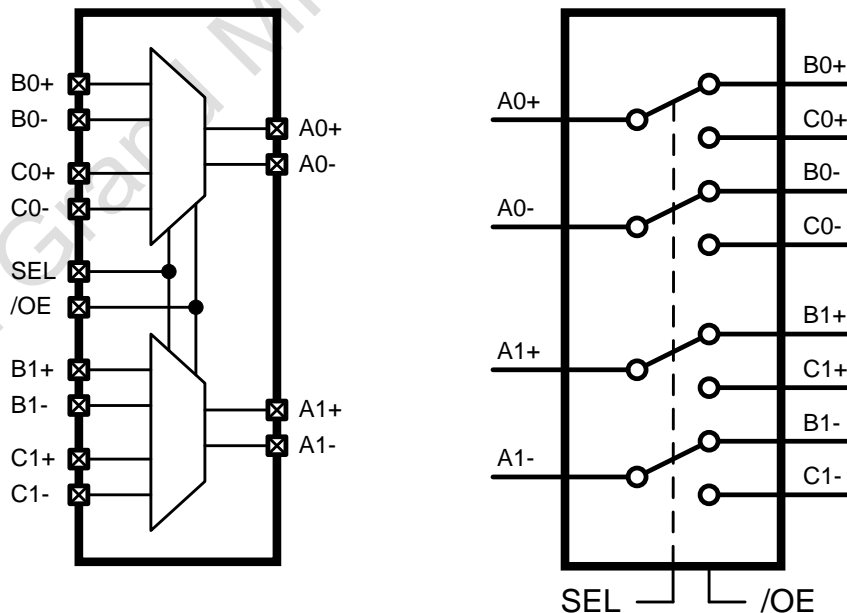 B0+
B0-
C0+
C0-
SEL
/OE
B1+
B1-
C1+
C1-
A0+
A0-
A1+
A1-
A0+
A0-
A1+
A1-
B0+
C0+
B0-
C0-
B1+
C1+
B1-
C1-
SEL
/OE
Grand